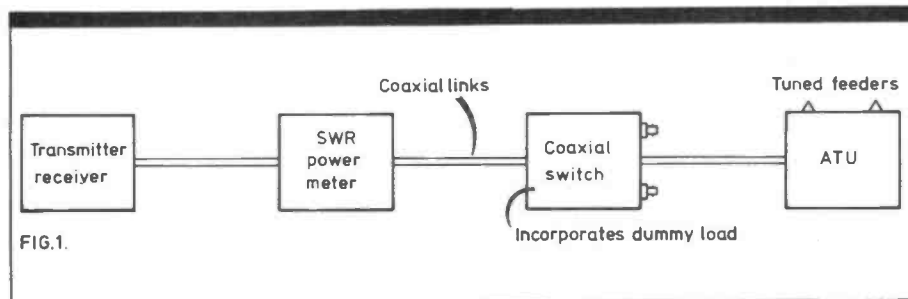 Coaxial links
Tuned feeders
Transmitter
receiver
SWR
power
meter
Coaxial
switch
ATU
Incorporates dummy load
FIG.1.